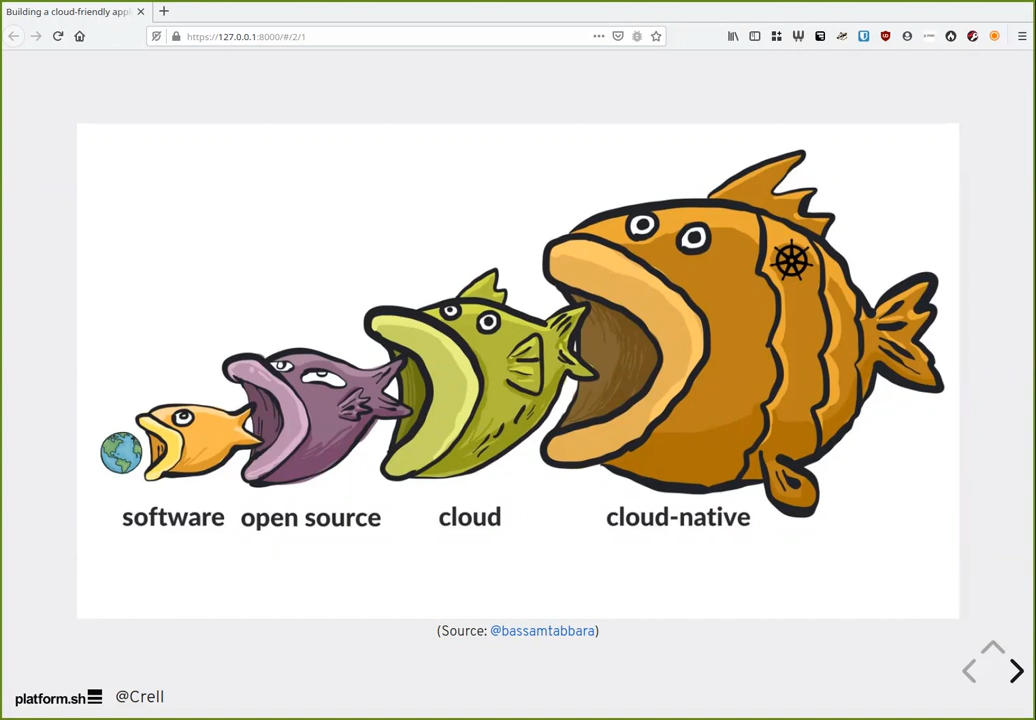 Building a cloud-friendly appl
https://127.0.0.1:8000/#/2/1
software open source cloud cloud-native
(Source: @bassamtabbara)
platform.sh @Crell